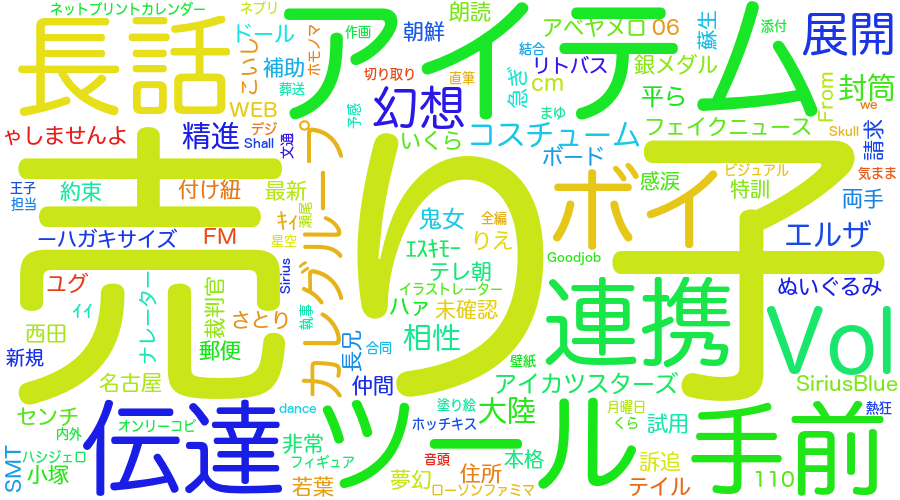 ネットプリントカレンダー
ネプリ
長話
アイテム
ドール
こいし
ホモノマ
作画
朝鮮
朗読
アベヤメロ
06
蘇生
添付
展開
補助
葬送
切り取り
幻想
直筆
結合
急ぎ
リトバス
cm
銀メダル
平ら
From
封筒
WEB
予感
まゆ
we
ゃしませんよ
精進
デジ
Shall
文通
いくら
コスチューム
フェイクニュース
Skull
請求
ボード
ビジュアル
気まま
王子
担当
約束
付け紐
最新
カレグループ
売り子
ボイ
感涙
特訓
両手
瀬尾
鬼女
全編
ーハガキサイズ
FM
キィ
星空
エスキモー
りえ
エルザ
Goodjob
テレ朝
ユグ
Sirius
イラストレーター
連携
ぬいぐるみ
ィィ
ナレーター
裁判官
さとり
執事
ハァ
未確認
Vol
西田
相性
新規
郵便
長兄
合同
壁紙
名古屋
仲間
アイカツスターズ
SiriusBlue
センチ
内外
オンリーコピ
伝達
dance
ツール
塗り絵
ホッチキス
大陸
月曜日
くら
試用
手前
熱狂
SMT
ハシジェロ
小塚
非常
フィギュア
若葉
音頭
夢幻
住所
ローソンファミマ
本格
訴追
テイル
110